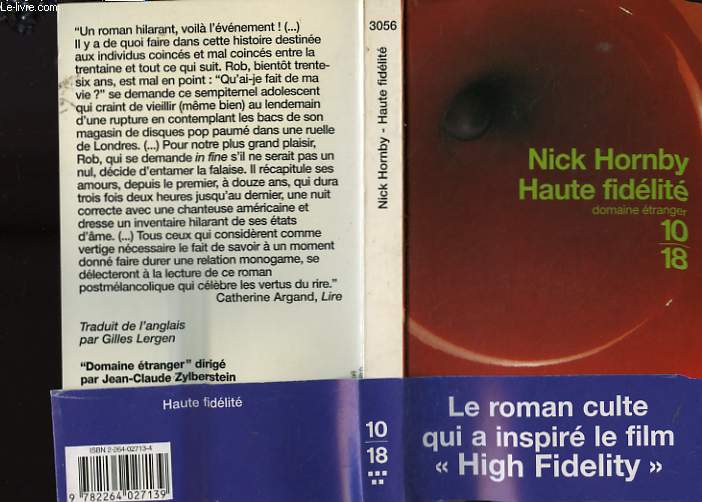 Le-livre.com
“Un roman hilarant, voilà l'événement ! (...)
Il y a de quoi faire dans cette histoire destinée
aux individus coincés et mal coincés entre la
trentaine et tout ce qui suit. Rob, bientôt trente-
six ans, est mal en point : “Qu'ai-je fait de ma
vie ?” se demande ce sempiternel adolescent
qui craint de vieillir (même bien) au lendemain
d'une rupture en contemplant les bacs de son
magasin de disques pop paumé dans une ruelle
de Londres. (...) Pour notre plus grand plaisir,
Rob, qui se demande in fine s'il ne serait pas un
nul, décide d'entamer la falaise. Il récapitule ses
amours, depuis le premier, à douze ans, qui dura
trois fois deux heures jusqu'au dernier, une nuit
correcte avec une chanteuse américaine et
dresse un inventaire hilarant de ses états
d'âme. (...) Tous ceux qui considèrent comme
vertige nécessaire le fait de savoir à un moment
donné faire durer une relation monogame, se
délecteront à la lecture de ce roman
postmélancolique qui célèbre les vertus du rire.”
Catherine Argand, Lire
Traduit de l'anglais
par Gilles Lergen
“Domaine étranger” dirigé
par Jean-Claude Zylberstein
Haute fidélité
ISBN 2-264-02713-4
9 782264 027139
3056
Nick Hornby - Haute fidélité
10
18
Nick Hornby
Haute fidélité
domaine étranger
10
18
Le roman culte
qui a inspiré le film
« High Fidelity »